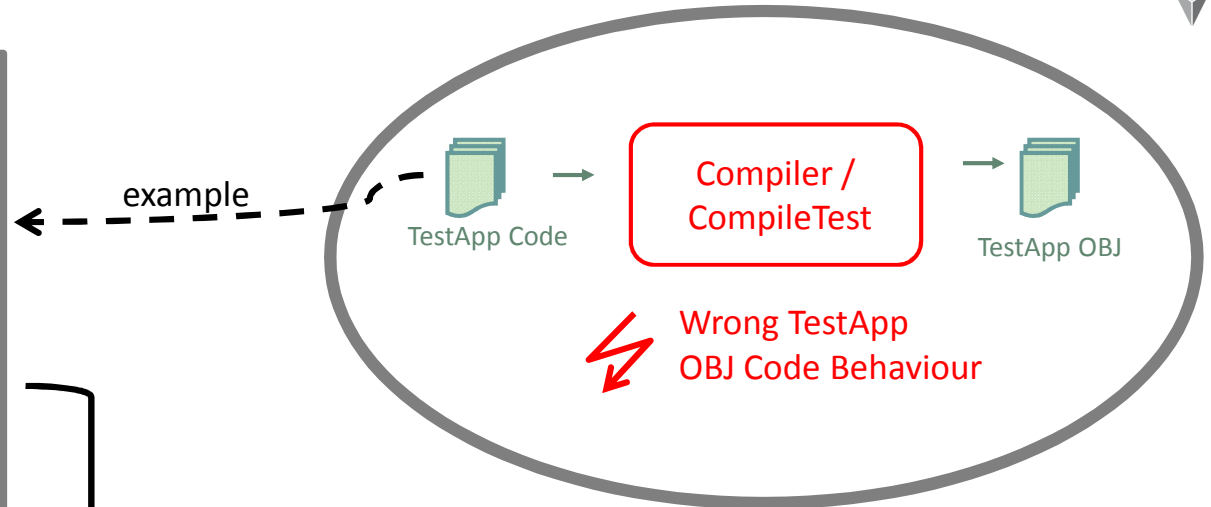 example
TestApp Code
Compiler /
CompileTest
TestApp OBJ
Wrong TestApp
OBJ Code Behaviour